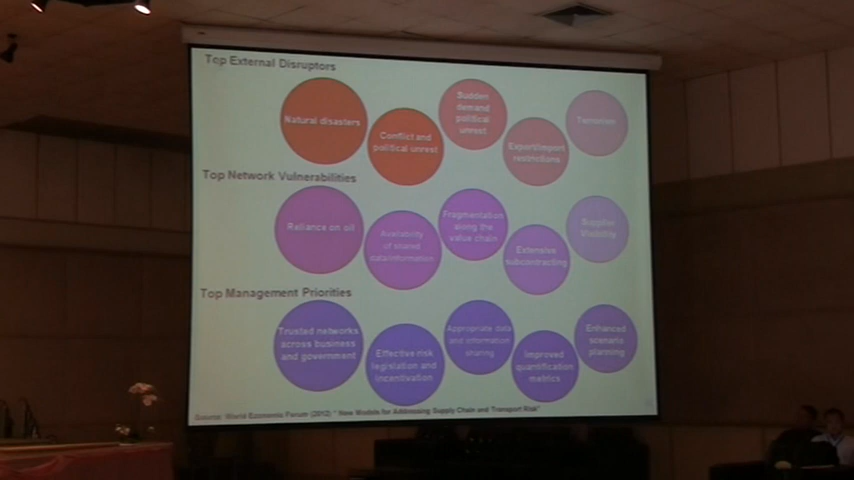 Top External Disruptors
Natural disasters
Conflict and
political unrest
Sudden
demand
political
unrest
Export/import
restrictions
Terrorism
Top Network Vulnerabilities
Reliance on oil
Availability
of shared
data/information
Fragmentation
along the
value chain
Extensive
subcontracting
Supplier
Visibility
Top Management Priorities
Trusted networks
across business
and government
Effective risk
legislation and
incentivation
Appropriate data
and information
sharing
Improved
quantification
metrics
Enhanced
scenario
planning
Source: World Economic Forum (2012) " New Models for Addressing Supply Chain and Transport Risk"